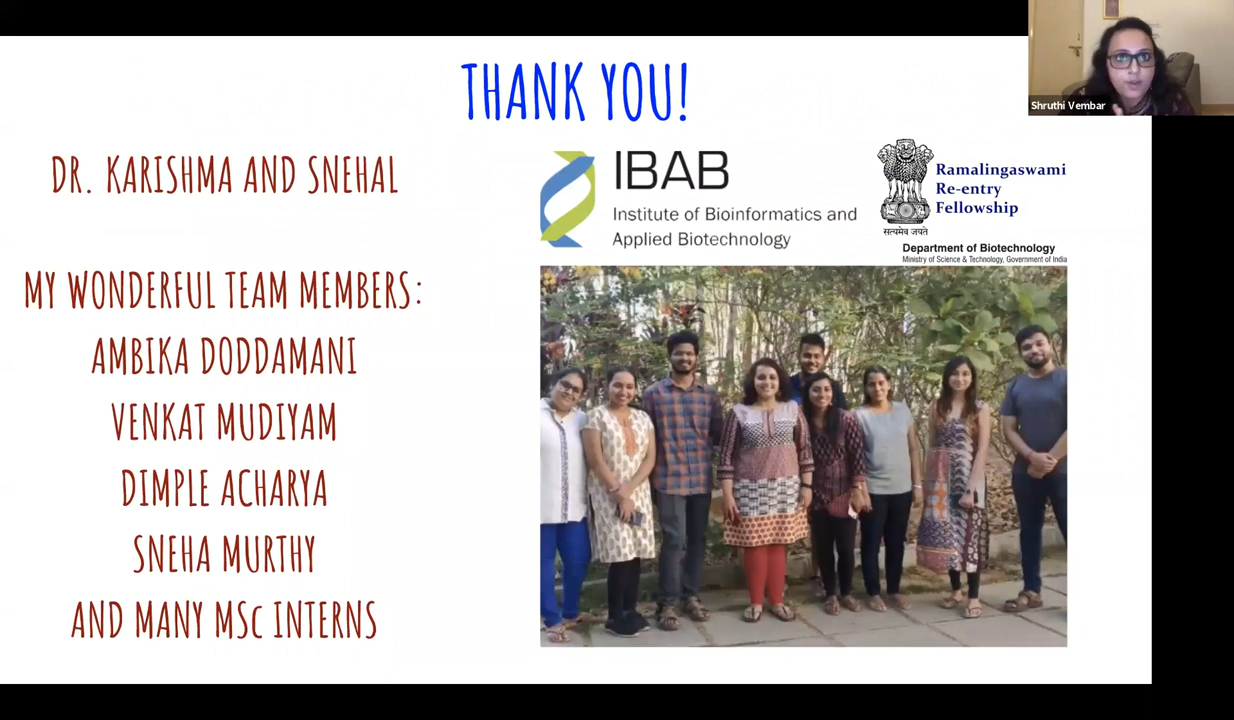 THANK YOU!
Shruthi Vembar
DR. KARISHMA AND SNEHAL
MY WONDERFUL TEAM MEMBERS:
AMBIKA DODDAMANI
VENKAT MUDIYAM
DIMPLE ACHARYA
SNEHA MURTHY
AND MANY MSc INTERNS
IBAB
Institute of Bioinformatics and
Applied Biotechnology
सत्यमेव जयते
Ramalingaswami
Re-entry
Fellowship
Department of Biotechnology
Ministry of Science & Technology, Government of India